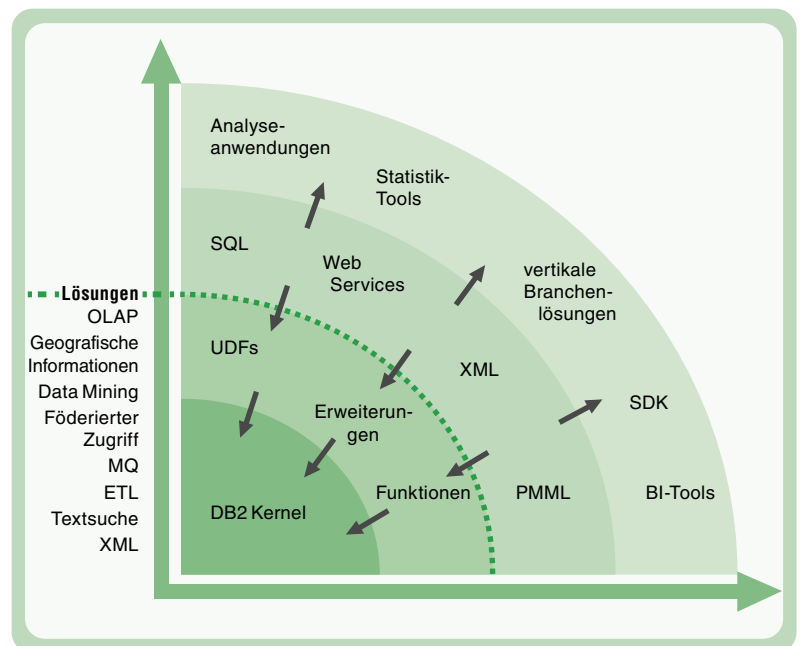 Analyse-
anwendungen
Statistik-
Tools
SQL
Web
Services
vertikale
Branchen-
lösungen
Lösungen
OLAP
Geografische
Informationen
Data Mining
Föderierter
Zugriff
MQ
ETL
Textsuche
XML
UDFs
XML
Erweiterun-
gen
SDK
DB2 Kernel
Funktionen
PMML
BI-Tools